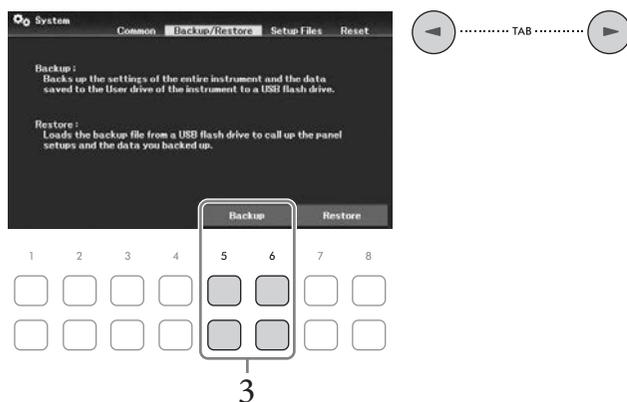 System
Common Backup/Restore Setup Files Reset
TAB
Backup :
Backs up the settings of the entire instrument and the data
saved to the User drive of the instrument to a USB flash drive.
Restore :
Loads the backup file from a USB flash drive to call up the panel
setups and the data you backed up.
Backup Restore
1 2 3 4 5 6 7 8
3